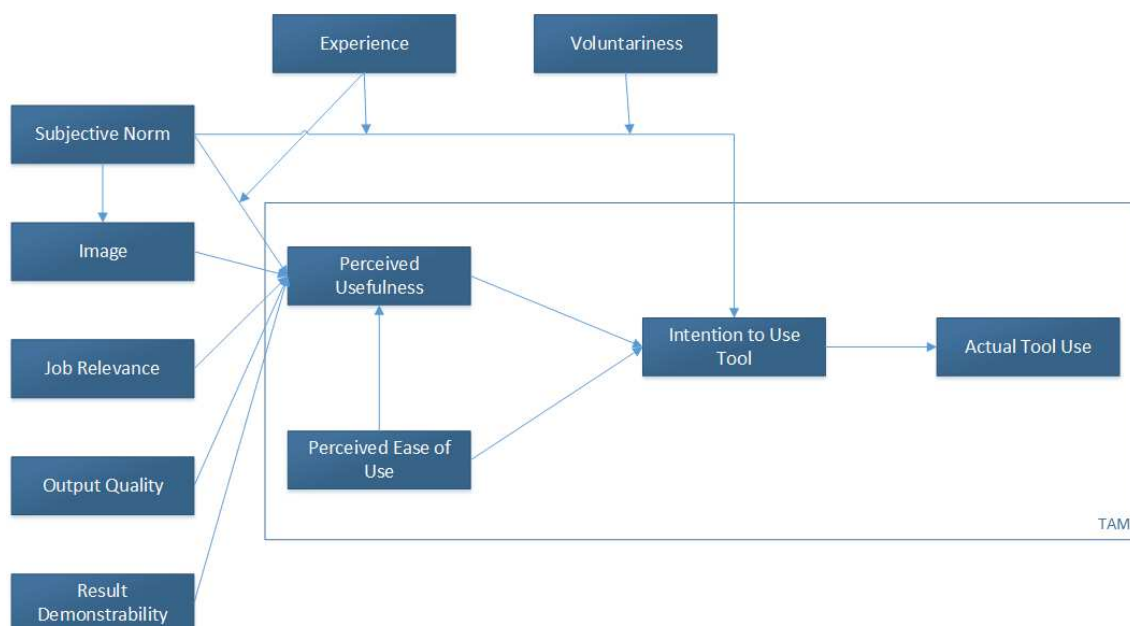 Experience
Voluntariness
Subjective Norm
Image
Perceived
Usefulness
Intention to Use
Tool
Actual Tool Use
Job Relevance
Perceived Ease of
Use
Output Quality
TAM
Result
Demonstrability